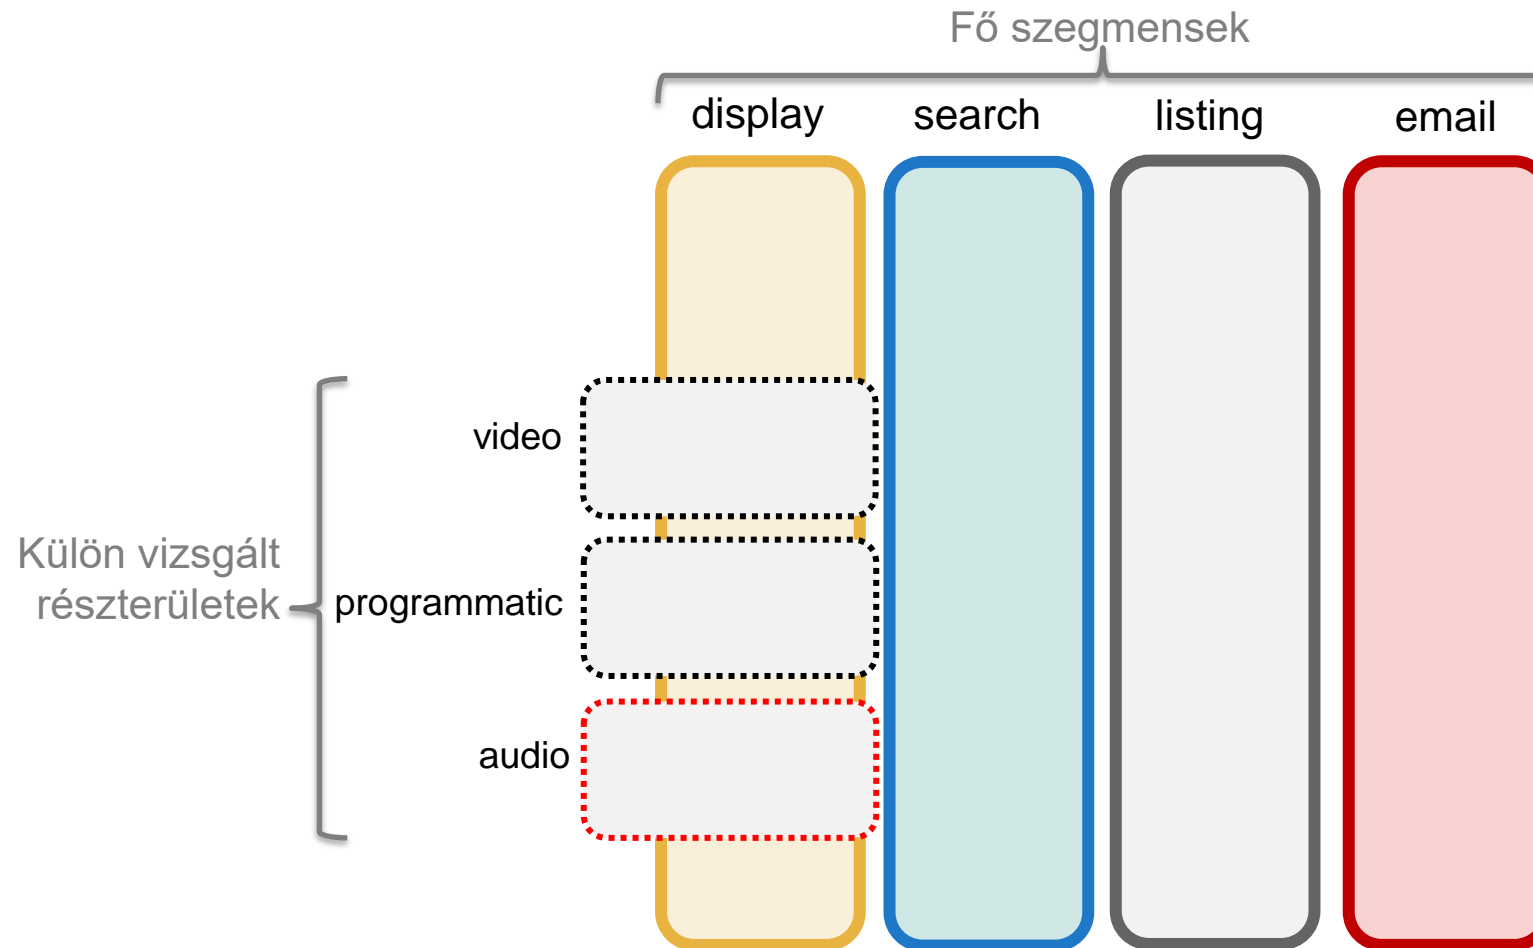 Fő szegmensek
display search listing email
video
Külön vizsgált
részterületek
programmatic
audio